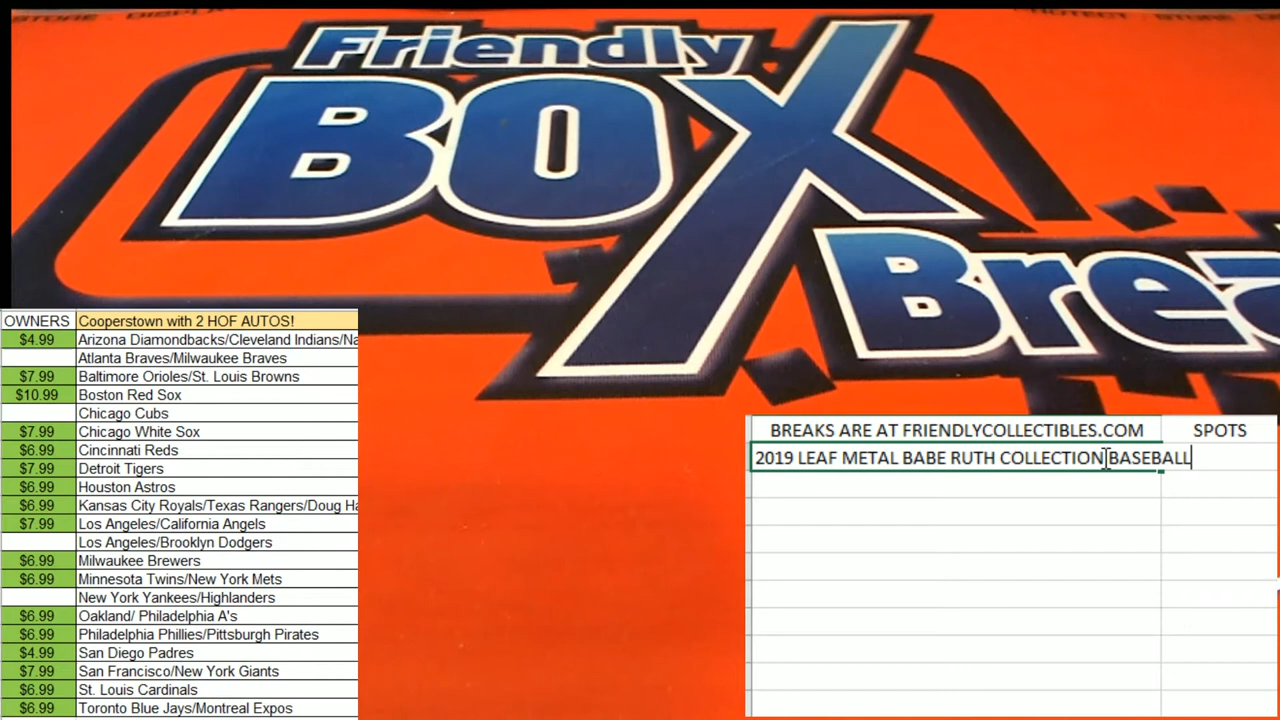 Friendly
BOX
Brea
OWNERS Cooperstown with 2 HOF AUTOS!
$4.99 Arizona Diamondbacks/Cleveland Indians/Na
Atlanta Braves/Milwaukee Braves
$7.99 Baltimore Orioles/St. Louis Browns
$10.99 Boston Red Sox
Chicago Cubs
$7.99 Chicago White Sox
$6.99 Cincinnati Reds
$7.99 Detroit Tigers
$6.99 Houston Astros
$6.99 Kansas City Royals/Texas Rangers/Doug Ha
$7.99 Los Angeles/California Angels
Los Angeles/Brooklyn Dodgers
$6.99 Milwaukee Brewers
$6.99 Minnesota Twins/New York Mets
New York Yankees/Highlanders
$6.99 Oakland/ Philadelphia A's
$6.99 Philadelphia Phillies/Pittsburgh Pirates
$4.99 San Diego Padres
$7.99 San Francisco/New York Giants
$6.99 St. Louis Cardinals
$6.99 Toronto Blue Jays/Montreal Expos
BREAKS ARE AT FRIENDLYCOLLECTIBLES.COM SPOTS
2019 LEAF METAL BABE RUTH COLLECTION BASEBALL